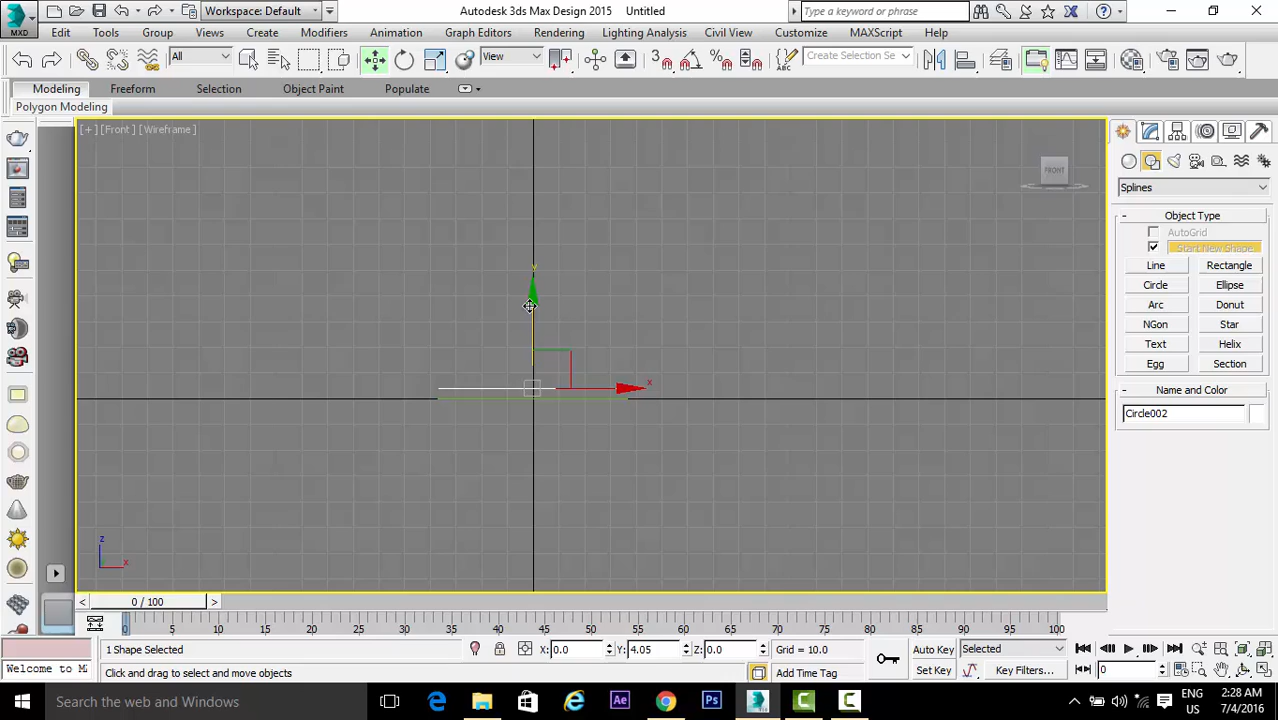 Workspace: Default
Autodesk 3ds Max Design 2015 Untitled
Type a keyword or phrase
MXD
Edit Tools Group Views Create Modifiers Animation Graph Editors Rendering Lighting Analysis Civil View Customize MAXScript Help
All
View
Create Selection Se
Modeling Freeform Selection Object Paint Populate
Polygon Modeling
[+] [Front] [Wireframe]
FRONT
y
x
z
x
Splines
Object Type
AutoGrid
Start New Shape
Line Rectangle
Circle Ellipse
Arc Donut
NGon Star
Text Helix
Egg Section
Name and Color
Circle002
0 / 100
0 5 10 15 20 25 30 35 40 45 50 55 60 65 70 75 80 85 90 95 100
1 Shape Selected
X: 0.0 Y: 4.05 Z: 0.0
Grid = 10.0
Auto Key
Selected
Welcome to M
Click and drag to select and move objects
Add Time Tag
Set Key
Key Filters...
0
Search the web and Windows
ENG
US
2:28 AM
7/4/2016